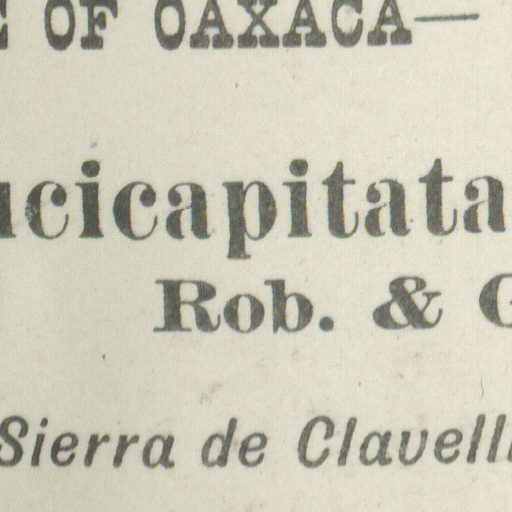 OF OAXACA—
ucicapitata
Rob. & G
Sierra de Clavell